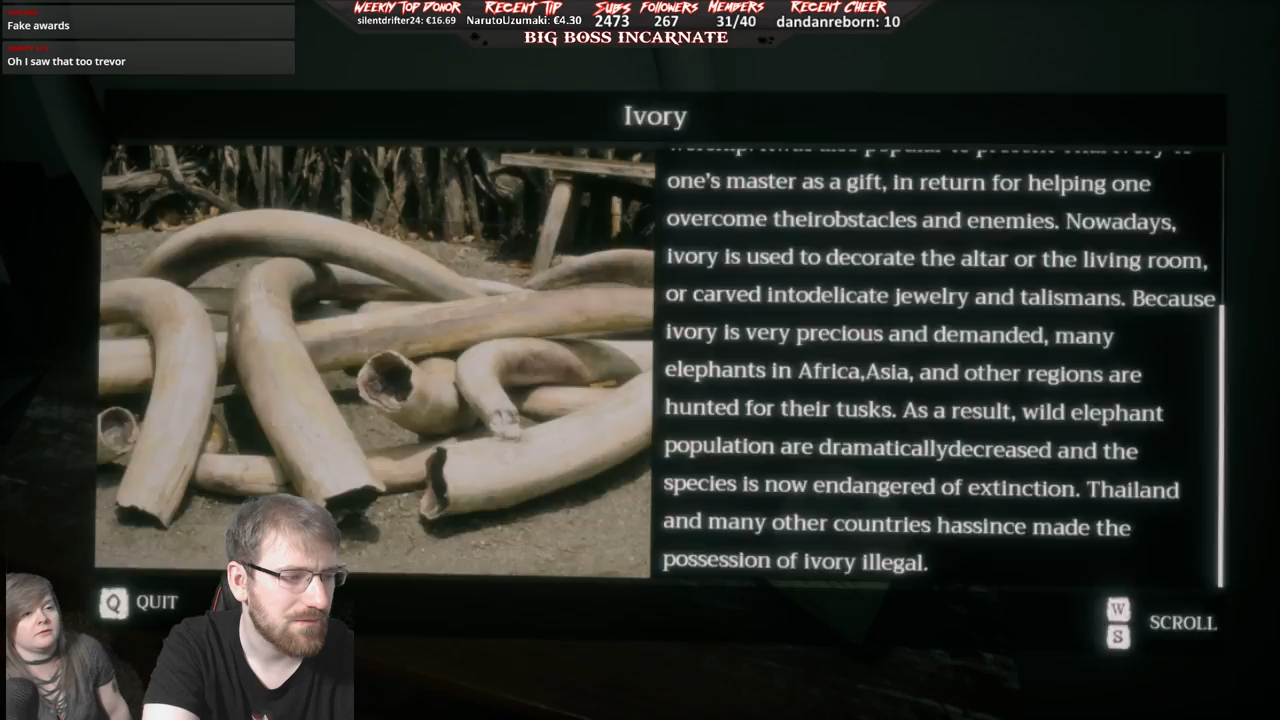 Fake awards
Oh I saw that too trevor
WEEKLY TOP DONOR
silentdrifter24: €16.69
RECENT TIP
NarutoUzumaki: €4.30
SUBS
2473
FOLLOWERS
267
MEMBERS
31/40
RECENT CHEER
dandanreborn: 10
BIG BOSS INCARNATE
Ivory
one's master as a gift, in return for helping one
overcome theirobstacles and enemies. Nowadays,
ivory is used to decorate the altar or the living room,
or carved intodelicate jewelry and talismans. Because
ivory is very precious and demanded, many
elephants in Africa,Asia, and other regions are
hunted for their tusks. As a result, wild elephant
population are dramaticallydecreased and the
species is now endangered of extinction. Thailand
and many other countries hassince made the
possession of ivory illegal.
Q QUIT
W
S
SCROLL